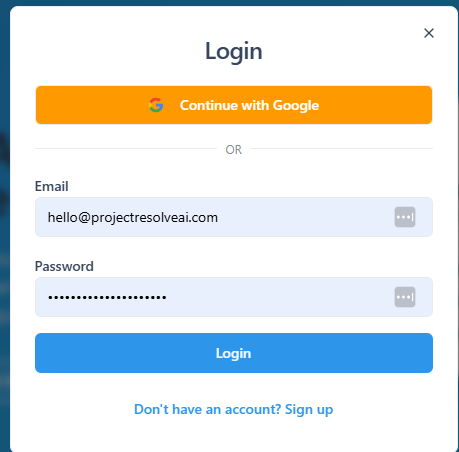 Login
Continue with Google
OR
Email
hello@projectresolveai.com
Password
•••••••••••••••••••••
Login
Don't have an account? Sign up